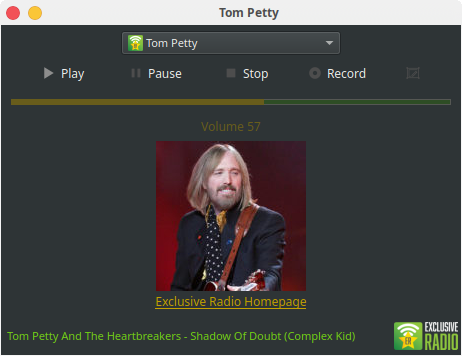 Tom Petty
Tom Petty
Play Pause Stop Record
Volume 57
Exclusive Radio Homepage
Tom Petty And The Heartbreakers - Shadow Of Doubt (Complex Kid)
EXCLUSIVE
RADIO
ER